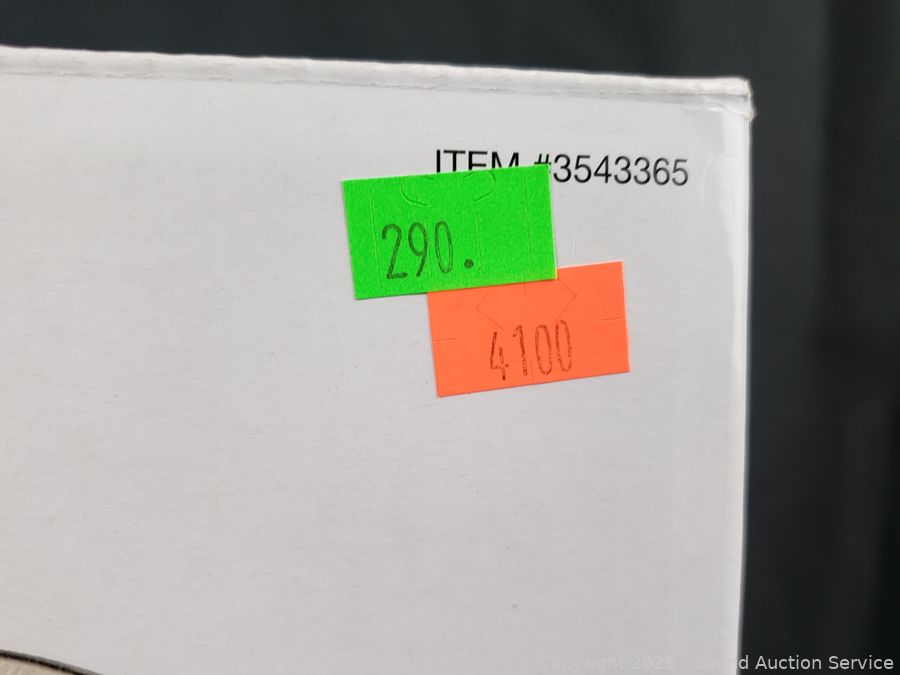 ITEM #3543365
290.
4100
Copyright 2025 - Sound Auction Service